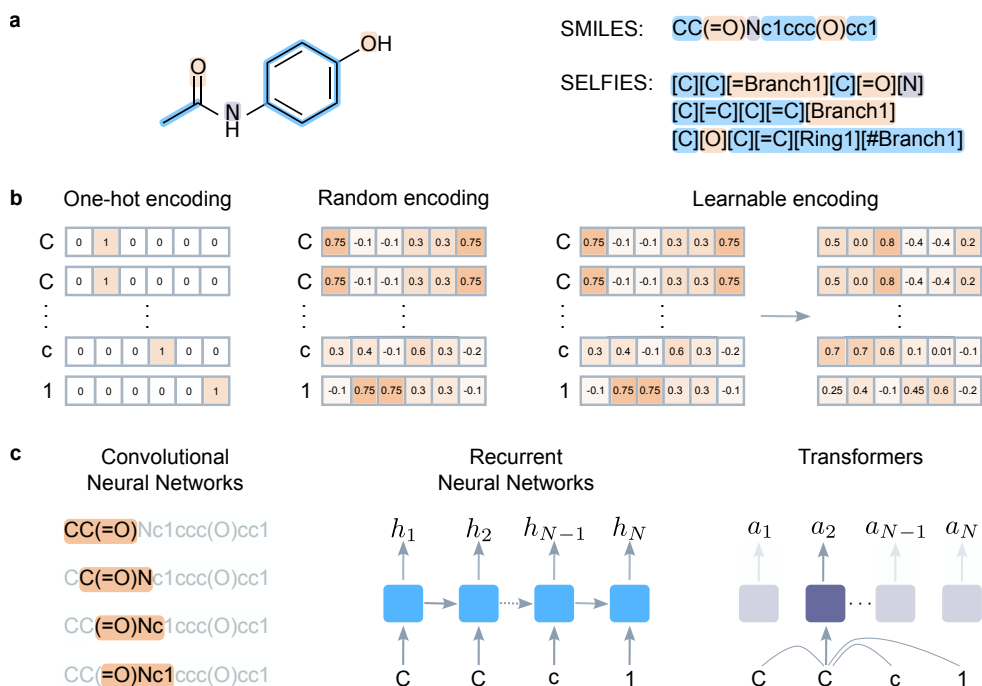 a
O
N
H
OH
SMILES: CC(=O)Nc1ccc(O)cc1
SELFIES: [C][C][=Branch1][C][=O][N]
[C][=C][C][=C][Branch1]
[C][O][C][=C][Ring1][#Branch1]
b
One-hot encoding
Random encoding
Learnable encoding
C 0 1 0 0 0 0
C 0.75 -0.1 -0.1 0.3 0.3 0.75
C 0.75 -0.1 -0.1 0.3 0.3 0.75
0.5 0.0 0.8 -0.4 -0.4 0.2
C 0 1 0 0 0 0
C 0.75 -0.1 -0.1 0.3 0.3 0.75
C 0.75 -0.1 -0.1 0.3 0.3 0.75
0.5 0.0 0.8 -0.4 -0.4 0.2
c 0 0 0 1 0 0
c 0.3 0.4 -0.1 0.6 0.3 -0.2
c 0.3 0.4 -0.1 0.6 0.3 -0.2
0.7 0.7 0.6 0.1 0.01 -0.1
1 0 0 0 0 0 1
1 -0.1 0.75 0.75 0.3 0.3 -0.1
1 -0.1 0.75 0.75 0.3 0.3 -0.1
0.25 0.4 -0.1 0.45 0.6 -0.2
c
Convolutional
Neural Networks
CC(=O)Nc1ccc(O)cc1
CC(=O)Nc1ccc(O)cc1
CC(=O)Nc1ccc(O)cc1
CC(=O)Nc1ccc(O)cc1
Recurrent
Neural Networks
h1 h2 hN−1 hN
C C c 1
Transformers
a1 a2 aN−1 aN
C C c 1